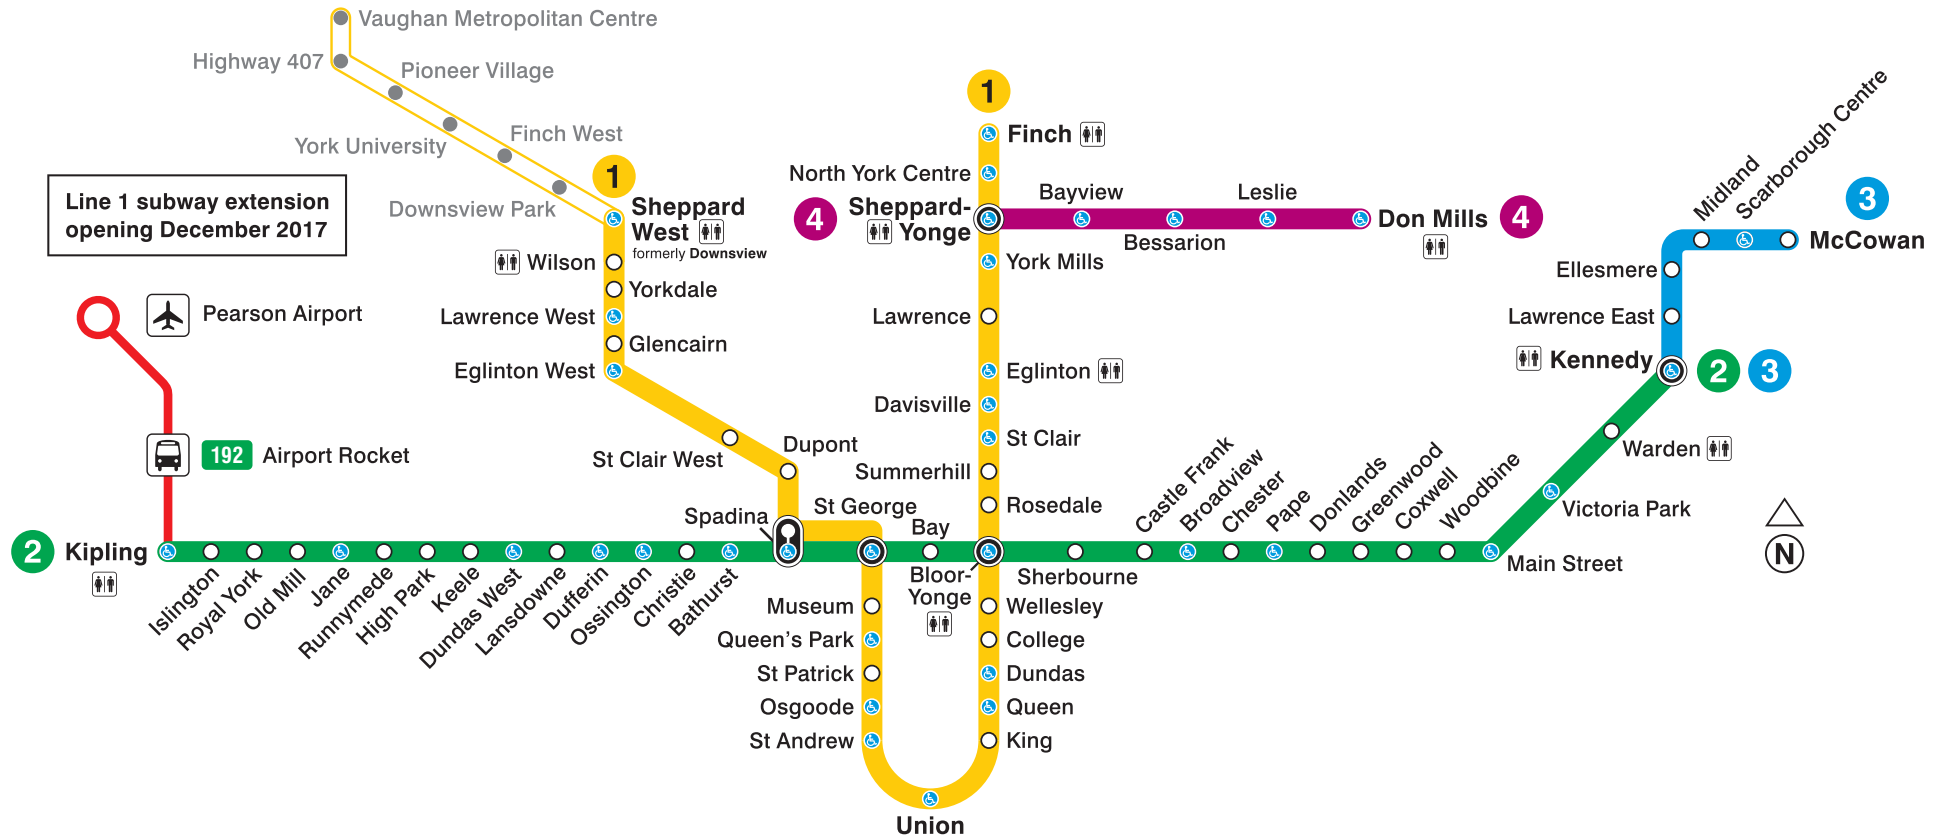 Vaughan Metropolitan Centre
Highway 407
Pioneer Village
York University
Finch West
Downsview Park
Line 1 subway extension
opening December 2017
1
Sheppard
West
formerly Downsview
Wilson
Yorkdale
Lawrence West
Glencairn
Eglinton West
St Clair West
Dupont
Spadina
St George
Museum
Queen's Park
St Patrick
Osgoode
St Andrew
Union
1
Finch
North York Centre
4
Sheppard-
Yonge
York Mills
Lawrence
Eglinton
Davisville
St Clair
Summerhill
Rosedale
Bay
Bloor-
Yonge
Wellesley
College
Dundas
Queen
King
Bayview
Bessarion
Leslie
Don Mills
4
Pearson Airport
192
Airport Rocket
2
Kipling
Islington
Royal York
Old Mill
Jane
Runnymede
High Park
Keele
Dundas West
Lansdowne
Dufferin
Ossington
Christie
Bathurst
Sherbourne
Castle Frank
Broadview
Chester
Pape
Donlands
Greenwood
Coxwell
Woodbine
Main Street
Victoria Park
Warden
Kennedy
2
3
Lawrence East
Ellesmere
Midland
Scarborough Centre
McCowan
3
N